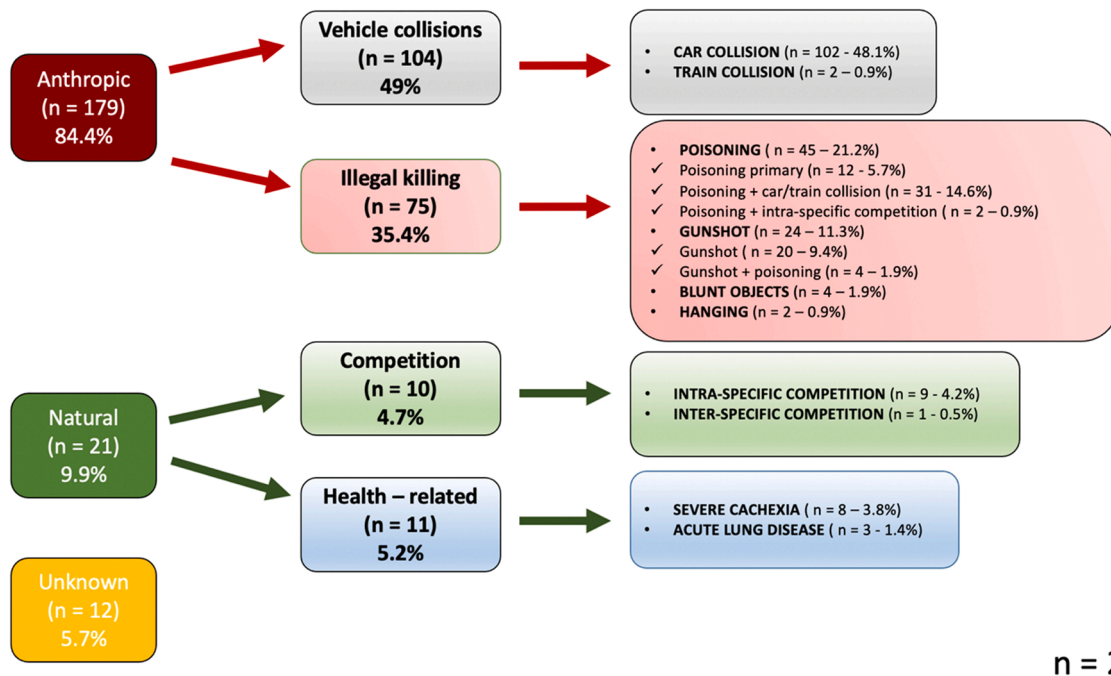 Anthropic
(n = 179)
84.4%
Vehicle collisions
(n = 104)
49%
• CAR COLLISION (n = 102 - 48.1%)
• TRAIN COLLISION (n = 2 – 0.9%)
Illegal killing
(n = 75)
35.4%
• POISONING ( n = 45 – 21.2%)
✓ Poisoning primary (n = 12 - 5.7%)
✓ Poisoning + car/train collision (n = 31 - 14.6%)
✓ Poisoning + intra-specific competition ( n = 2 – 0.9%)
• GUNSHOT (n = 24 – 11.3%)
✓ Gunshot ( n = 20 – 9.4%)
✓ Gunshot + poisoning (n = 4 – 1.9%)
• BLUNT OBJECTS (n = 4 – 1.9%)
• HANGING (n = 2 – 0.9%)
Natural
(n = 21)
9.9%
Competition
(n = 10)
4.7%
• INTRA-SPECIFIC COMPETITION (n = 9 - 4.2%)
• INTER-SPECIFIC COMPETITION (n = 1 - 0.5%)
Health – related
(n = 11)
5.2%
• SEVERE CACHEXIA ( n = 8 – 3.8%)
• ACUTE LUNG DISEASE ( n = 3 - 1.4%)
Unknown
(n = 12)
5.7%
n =